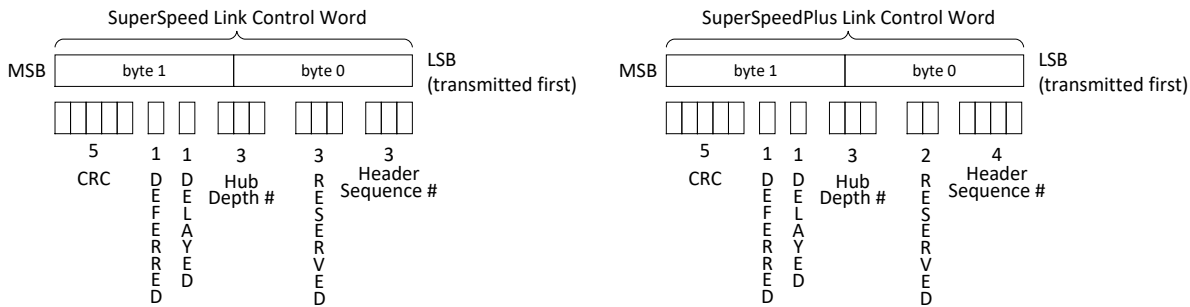 SuperSpeed Link Control Word
MSB
byte 1
byte 0
LSB
(transmitted first)
5
1
1
3
3
3
CRC
DEFERRED
DELAYED
Hub
Depth #
RESERVED
Header
Sequence #
SuperSpeedPlus Link Control Word
MSB
byte 1
byte 0
LSB
(transmitted first)
5
1
1
3
2
4
CRC
DEFERRED
DELAYED
Hub
Depth #
RESERVED
Header
Sequence #